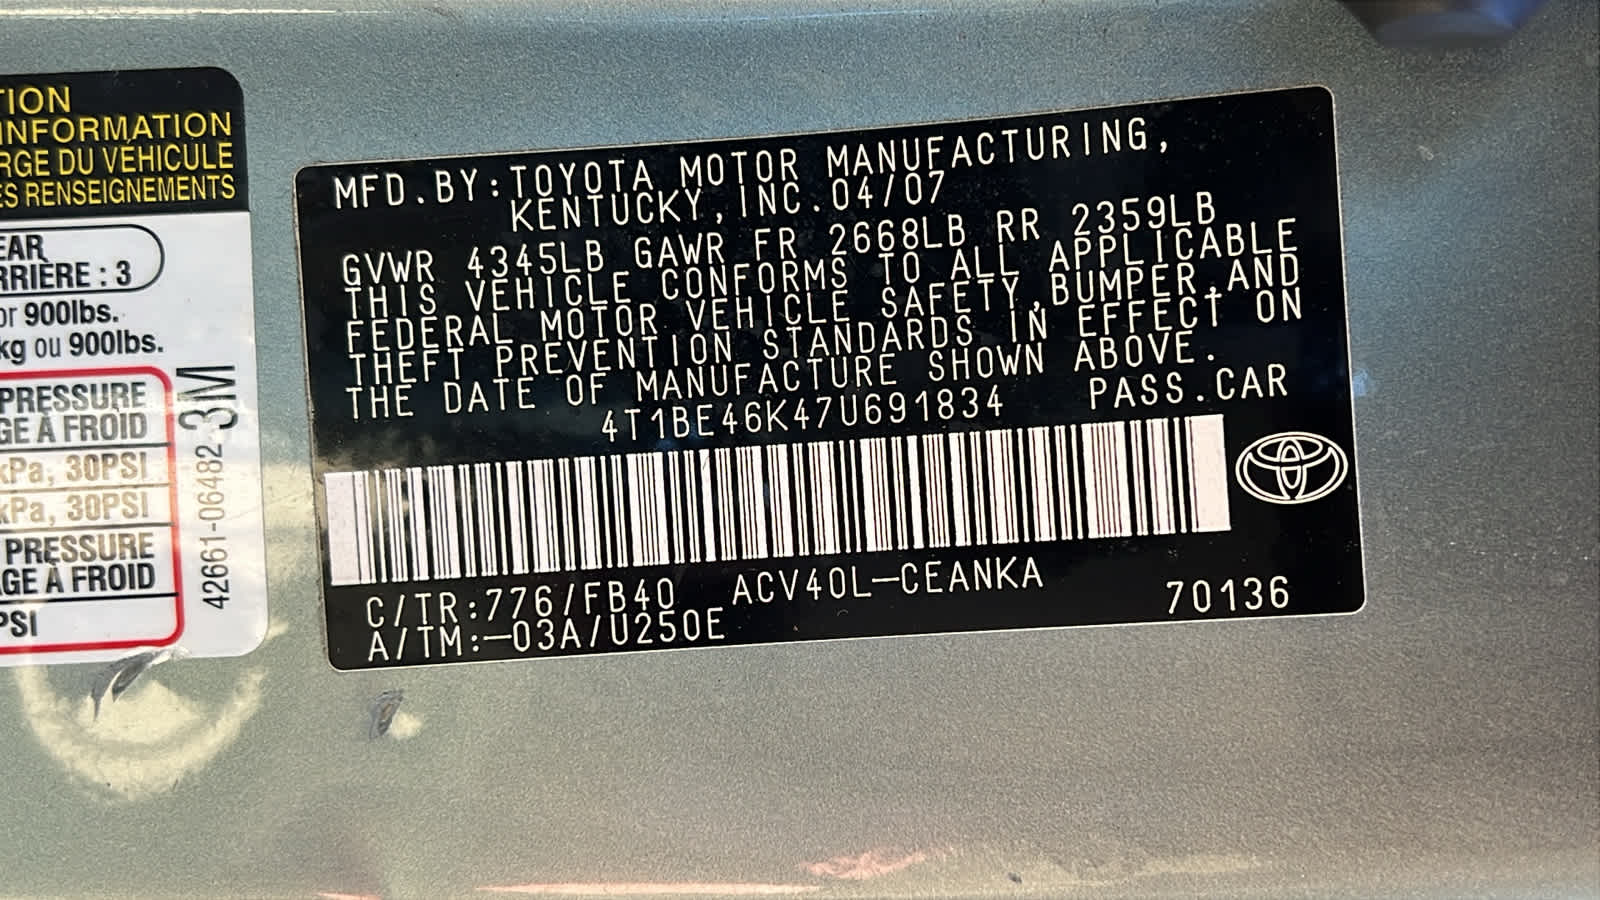 TION
INFORMATION
RGE DU VÉHICULE
ES RENSEIGNEMENTS
EAR
RRIÈRE : 3
or 900lbs.
kg ou 900lbs.
PRESSURE
GE À FROID
kPa, 30PSI
kPa, 30PSI
PRESSURE
AGE À FROID
PSI
42661-06482 3M
MFD.BY:TOYOTA MOTOR MANUFACTURING,
KENTUCKY,INC.04/07
GVWR 4345LB GAWR FR 2668LB RR 2359LB
THIS VEHICLE CONFORMS TO ALL APPLICABLE
FEDERAL MOTOR VEHICLE SAFETY,BUMPER,AND
THEFT PREVENTION STANDARDS IN EFFECT ON
THE DATE OF MANUFACTURE SHOWN ABOVE.
4T1BE46K47U691834 PASS.CAR
C/TR:776/FB40 ACV40L-CEANKA
A/TM:-03A/U250E 70136